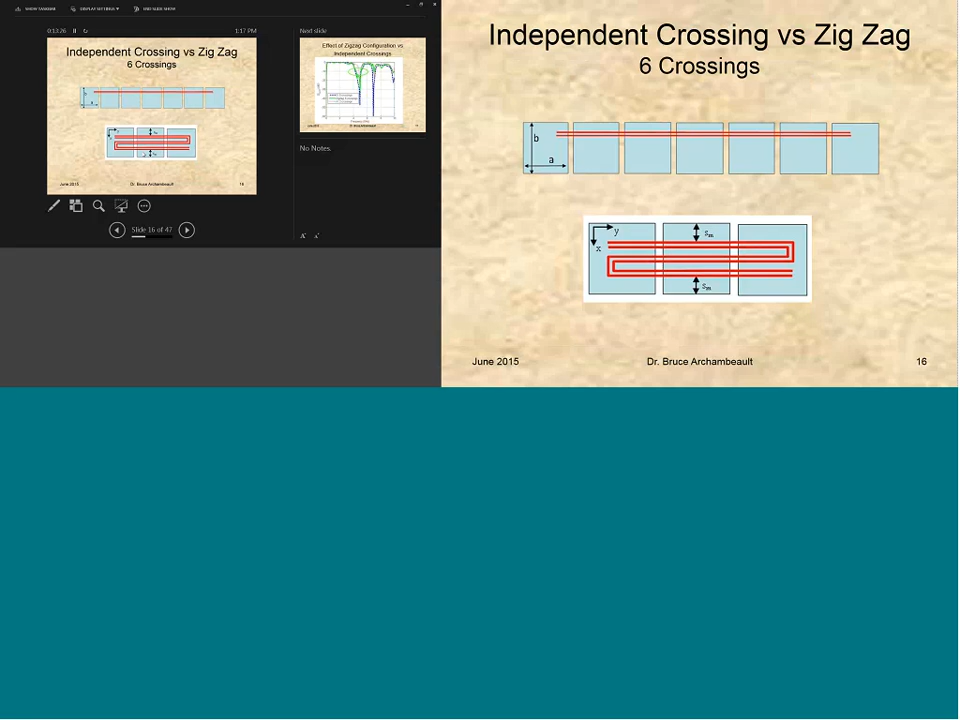 SHOW TASKBAR DISPLAY SETTINGS ▾ END SLIDE SHOW
0:13:26 1:17 PM
Independent Crossing vs Zig Zag
6 Crossings
June 2015 Dr. Bruce Archambeault 16
Slide 16 of 47
Next slide
Effect of Zigzag Configuration vs
Independent Crossings
No Notes.
A A
Independent Crossing vs Zig Zag
6 Crossings
b
a
y
x
sm
sm
June 2015 Dr. Bruce Archambeault 16